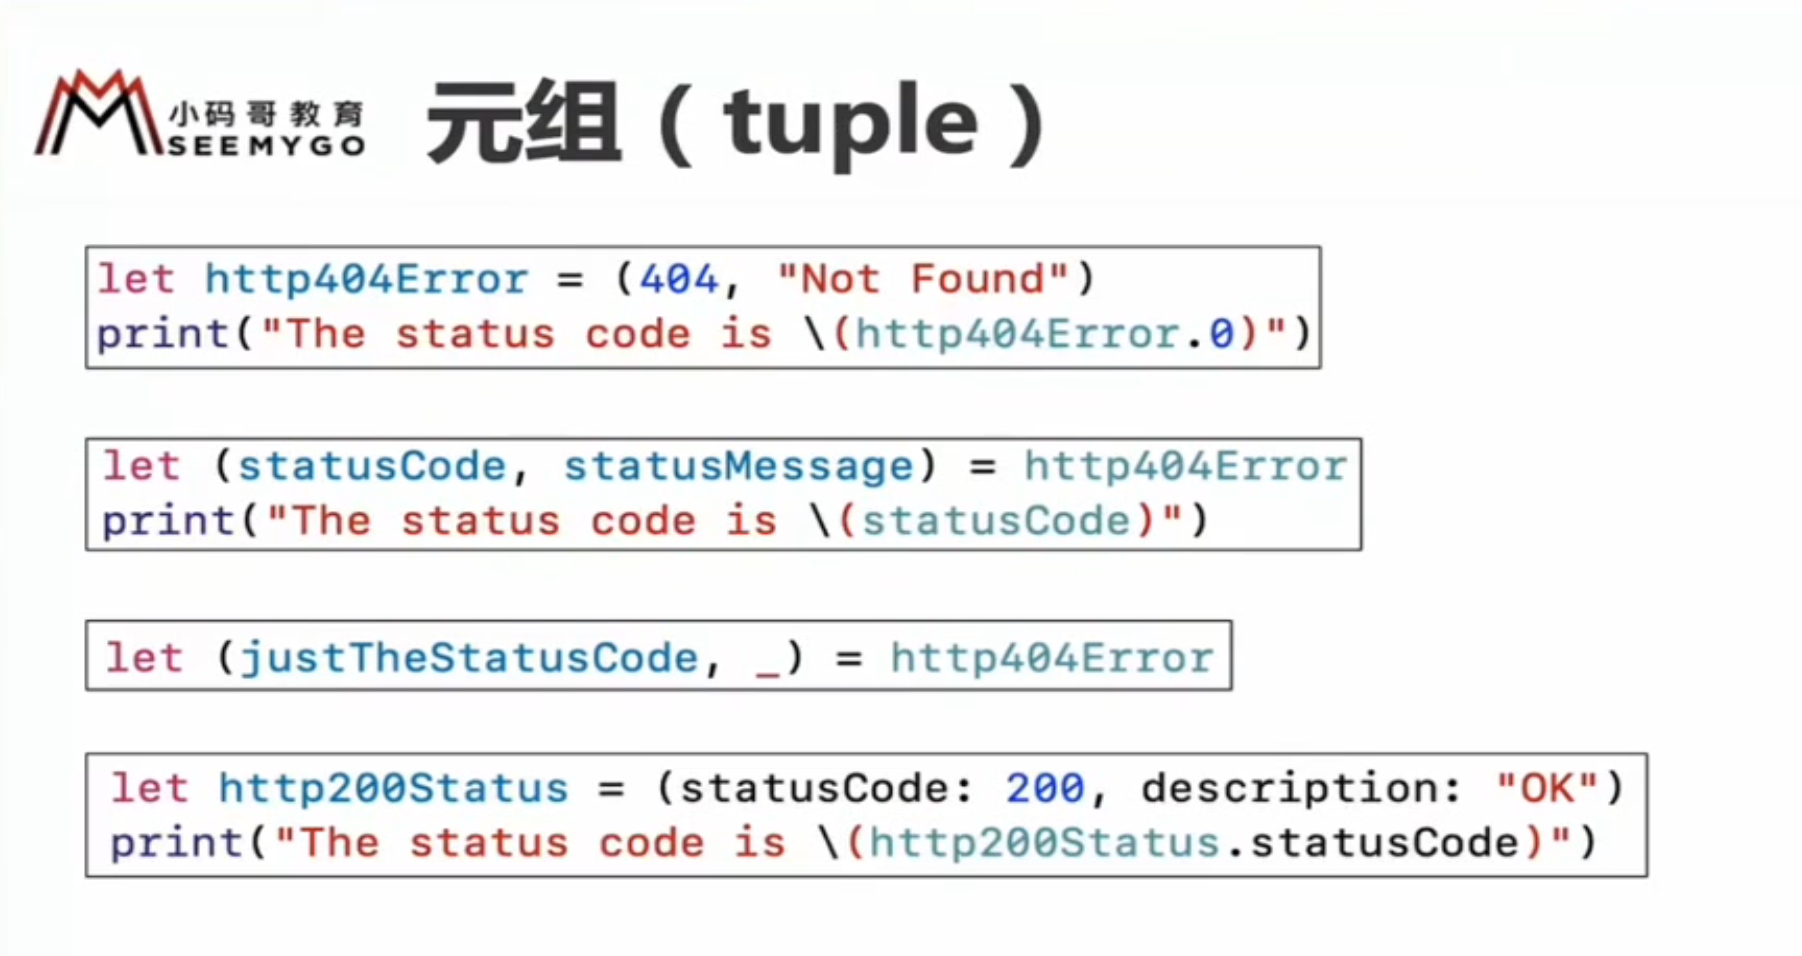 小码哥教育
SEEMYGO
元组（tuple）
let http404Error = (404, "Not Found")
print("The status code is \(http404Error.0)")
let (statusCode, statusMessage) = http404Error
print("The status code is \(statusCode)")
let (justTheStatusCode, _) = http404Error
let http200Status = (statusCode: 200, description: "OK")
print("The status code is \(http200Status.statusCode)")